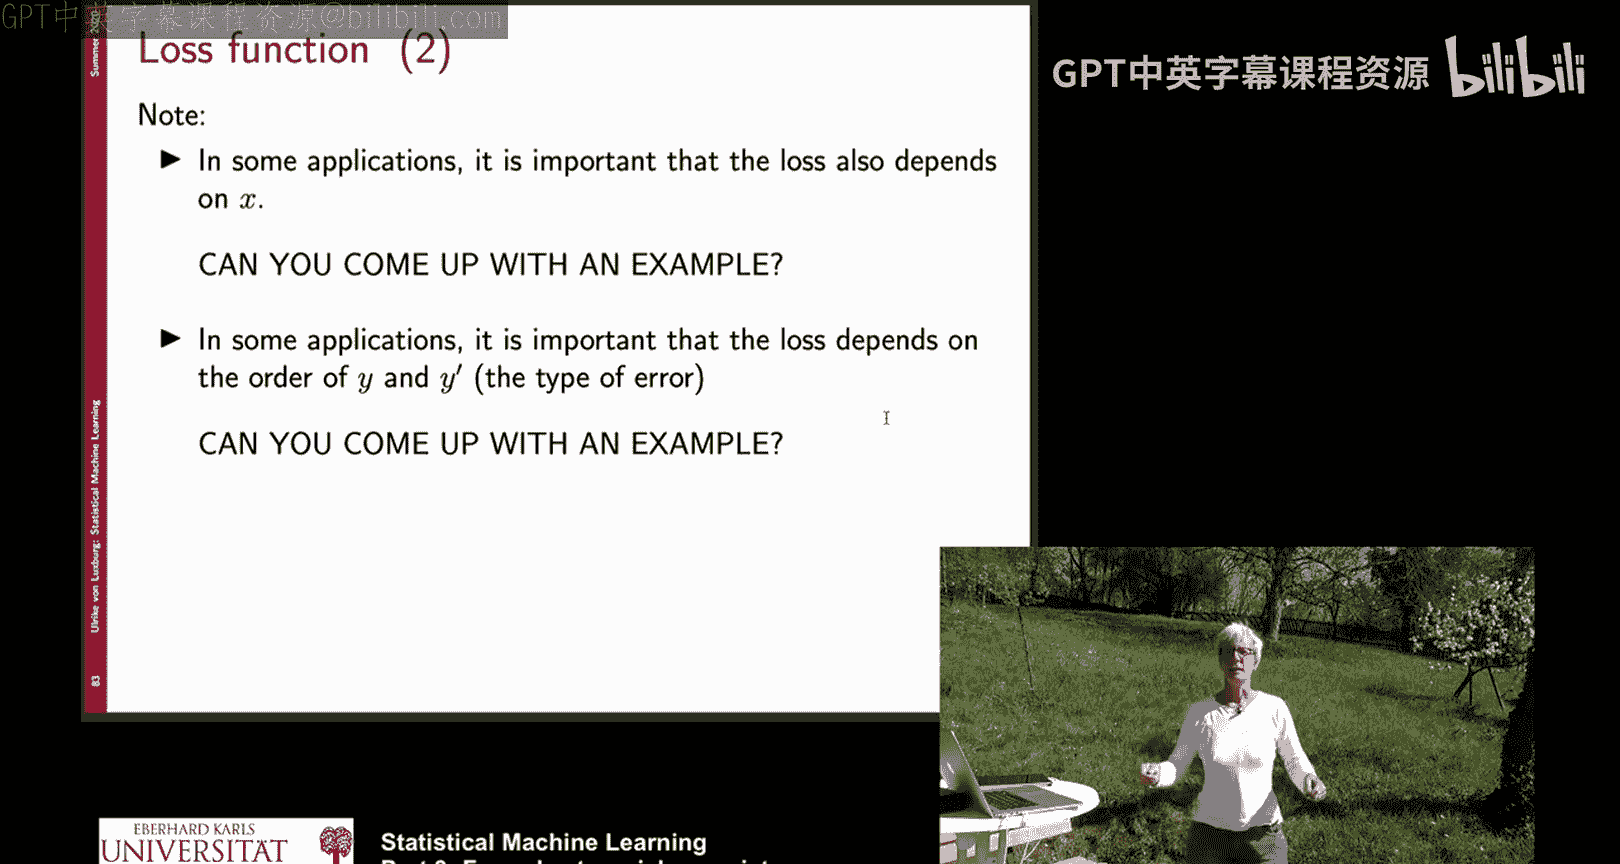 GPT中英字幕课程资源@bilibili.com
GPT中英字幕课程资源 bilibili
Loss function (2)
Note:
▶ In some applications, it is important that the loss also depends
on x.
CAN YOU COME UP WITH AN EXAMPLE?
▶ In some applications, it is important that the loss depends on
the order of y and y′ (the type of error)
CAN YOU COME UP WITH AN EXAMPLE?
Summer
Ulrike von Luxburg: Statistical Machine Learning
83
EBERHARD KARLS
UNIVERSITÄT
Statistical Machine Learning